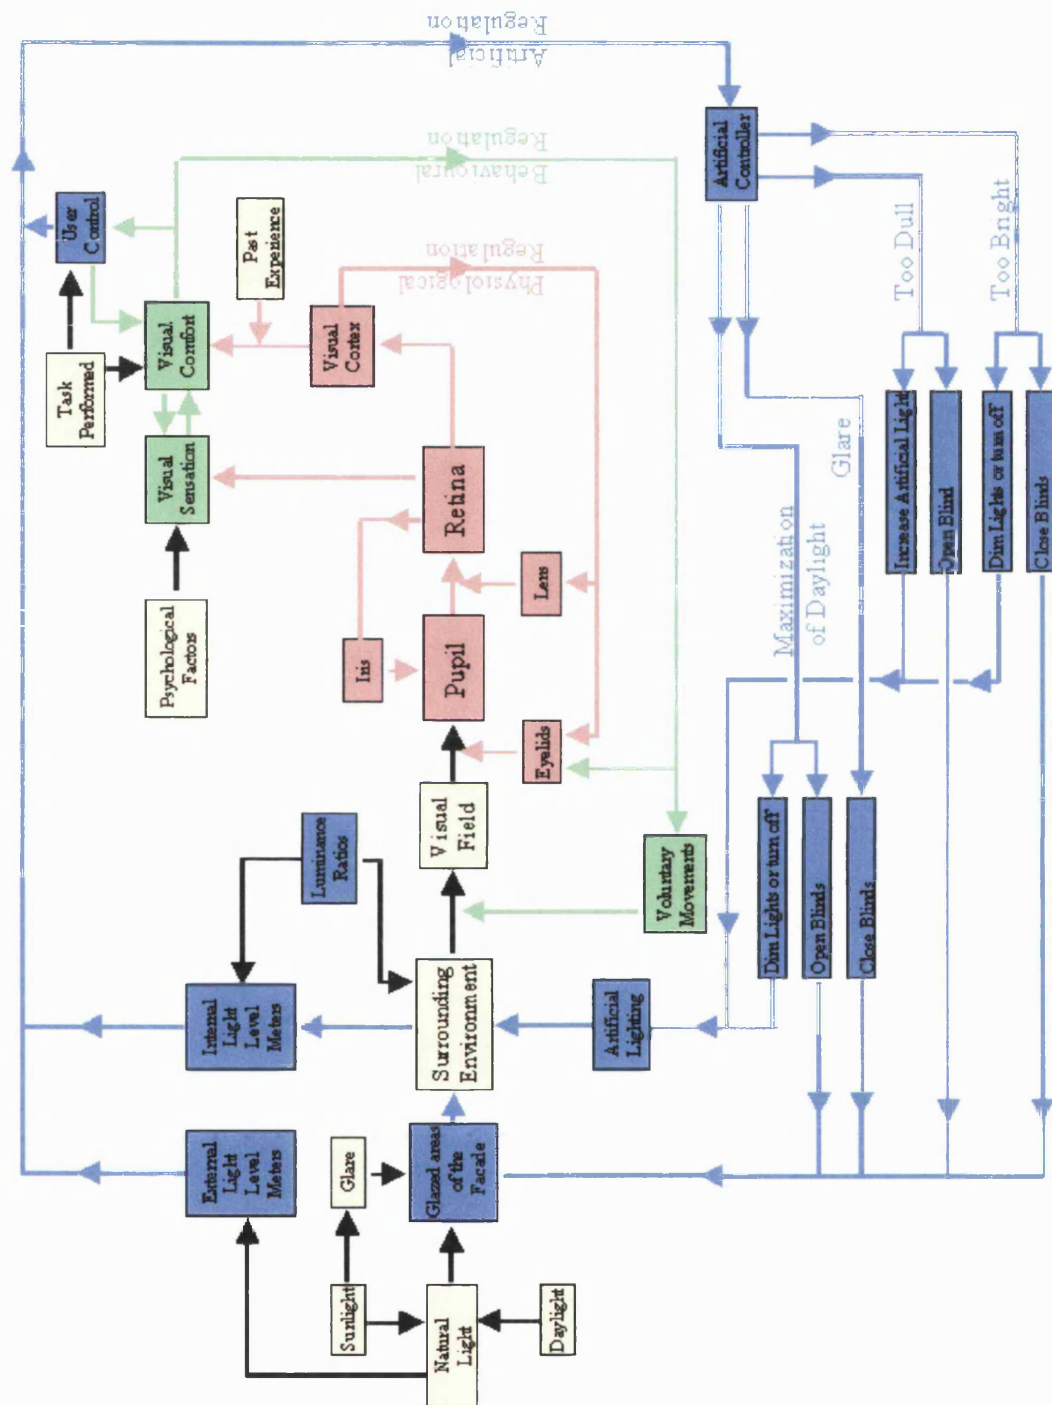 Artificial
Regulation
Behavioural
Regulation
Physiological
Regulation
Task
Performed
User
Control
Psychological
Factors
Visual
Sensation
Visual
Comfort
Past
Experience
External
Light
Level
Meters
Internal
Light
Level
Meters
Luminance
Ratios
Iris
Visual
Cortex
Sunlight
Glare
Natural
Light
Glazed areas
of the
Facade
Surrounding
Environment
Visual
Field
Pupil
Retina
Daylight
Eyelids
Lens
Artificial
Lighting
Voluntary
Movements
Artificial
Controller
Maximization
of Daylight
Dim Lights or turn off
Open Blinds
Glare
Close Blinds
Too Dull
Increase Artificial Light
Open Blind
Too Bright
Dim Lights or turn off
Close Blinds